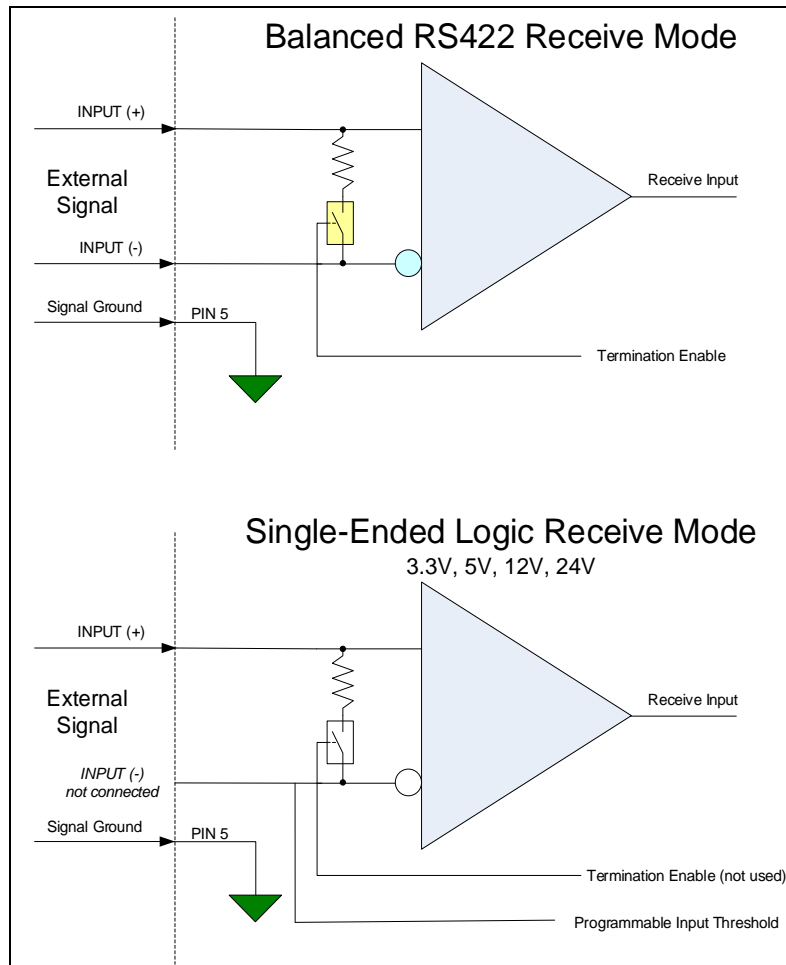 Balanced RS422 Receive Mode
INPUT (+)
External
Signal
Receive Input
INPUT (-)
Signal Ground
PIN 5
Termination Enable
Single-Ended Logic Receive Mode
3.3V, 5V, 12V, 24V
INPUT (+)
External
Signal
Receive Input
INPUT (-)
not connected
Signal Ground
PIN 5
Termination Enable (not used)
Programmable Input Threshold